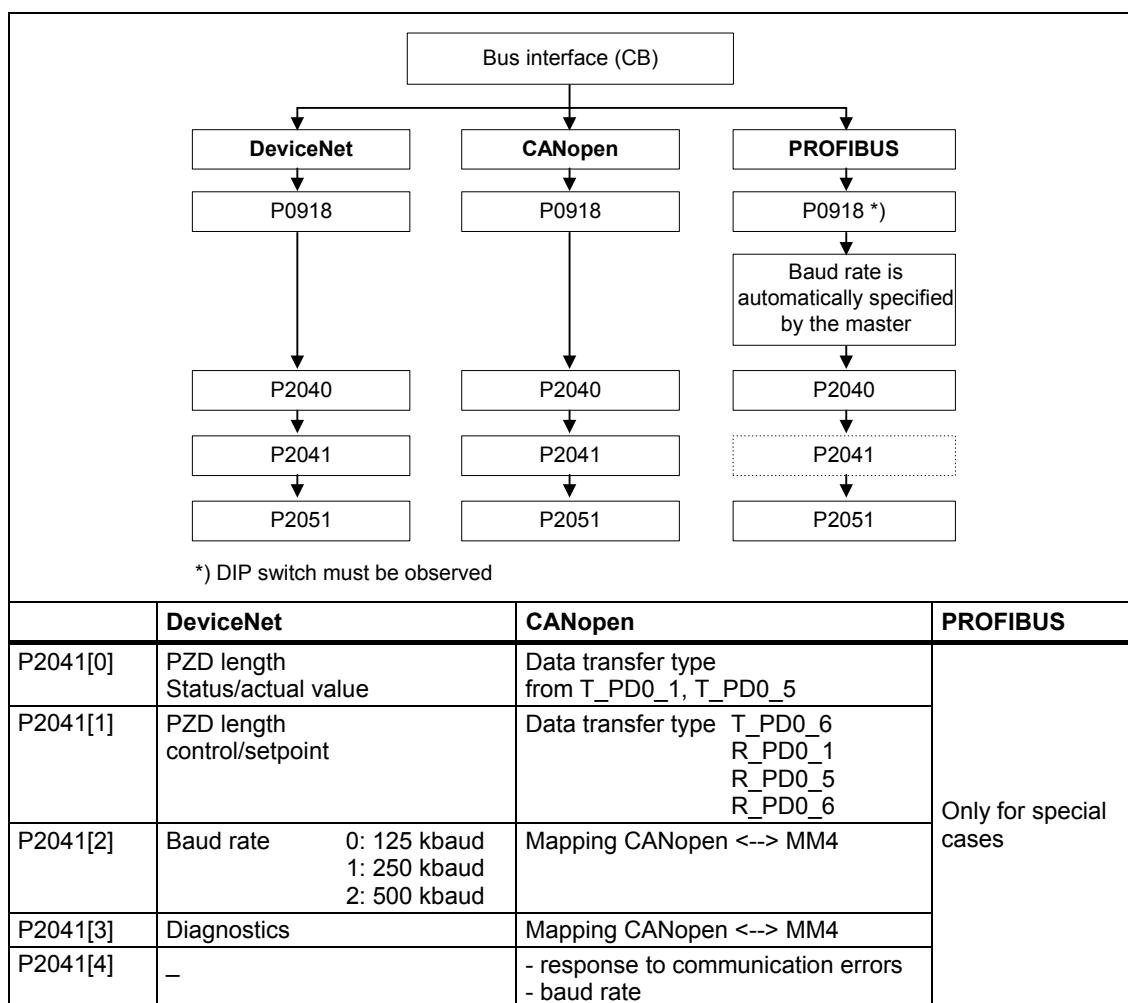 Bus interface (CB)
DeviceNet CANopen PROFIBUS
P0918 P0918 P0918 *)
Baud rate is
automatically specified
by the master
P2040 P2040 P2040
P2041 P2041 P2041
P2051 P2051 P2051
*) DIP switch must be observed
DeviceNet CANopen PROFIBUS
P2041[0] PZD length Data transfer type
Status/actual value from T_PD0_1, T_PD0_5
P2041[1] PZD length Data transfer type T_PD0_6
control/setpoint R_PD0_1
R_PD0_5
R_PD0_6
Only for special
cases
P2041[2] Baud rate 0: 125 kbaud Mapping CANopen <--> MM4
1: 250 kbaud
2: 500 kbaud
P2041[3] Diagnostics Mapping CANopen <--> MM4
P2041[4] _ - response to communication errors
- baud rate